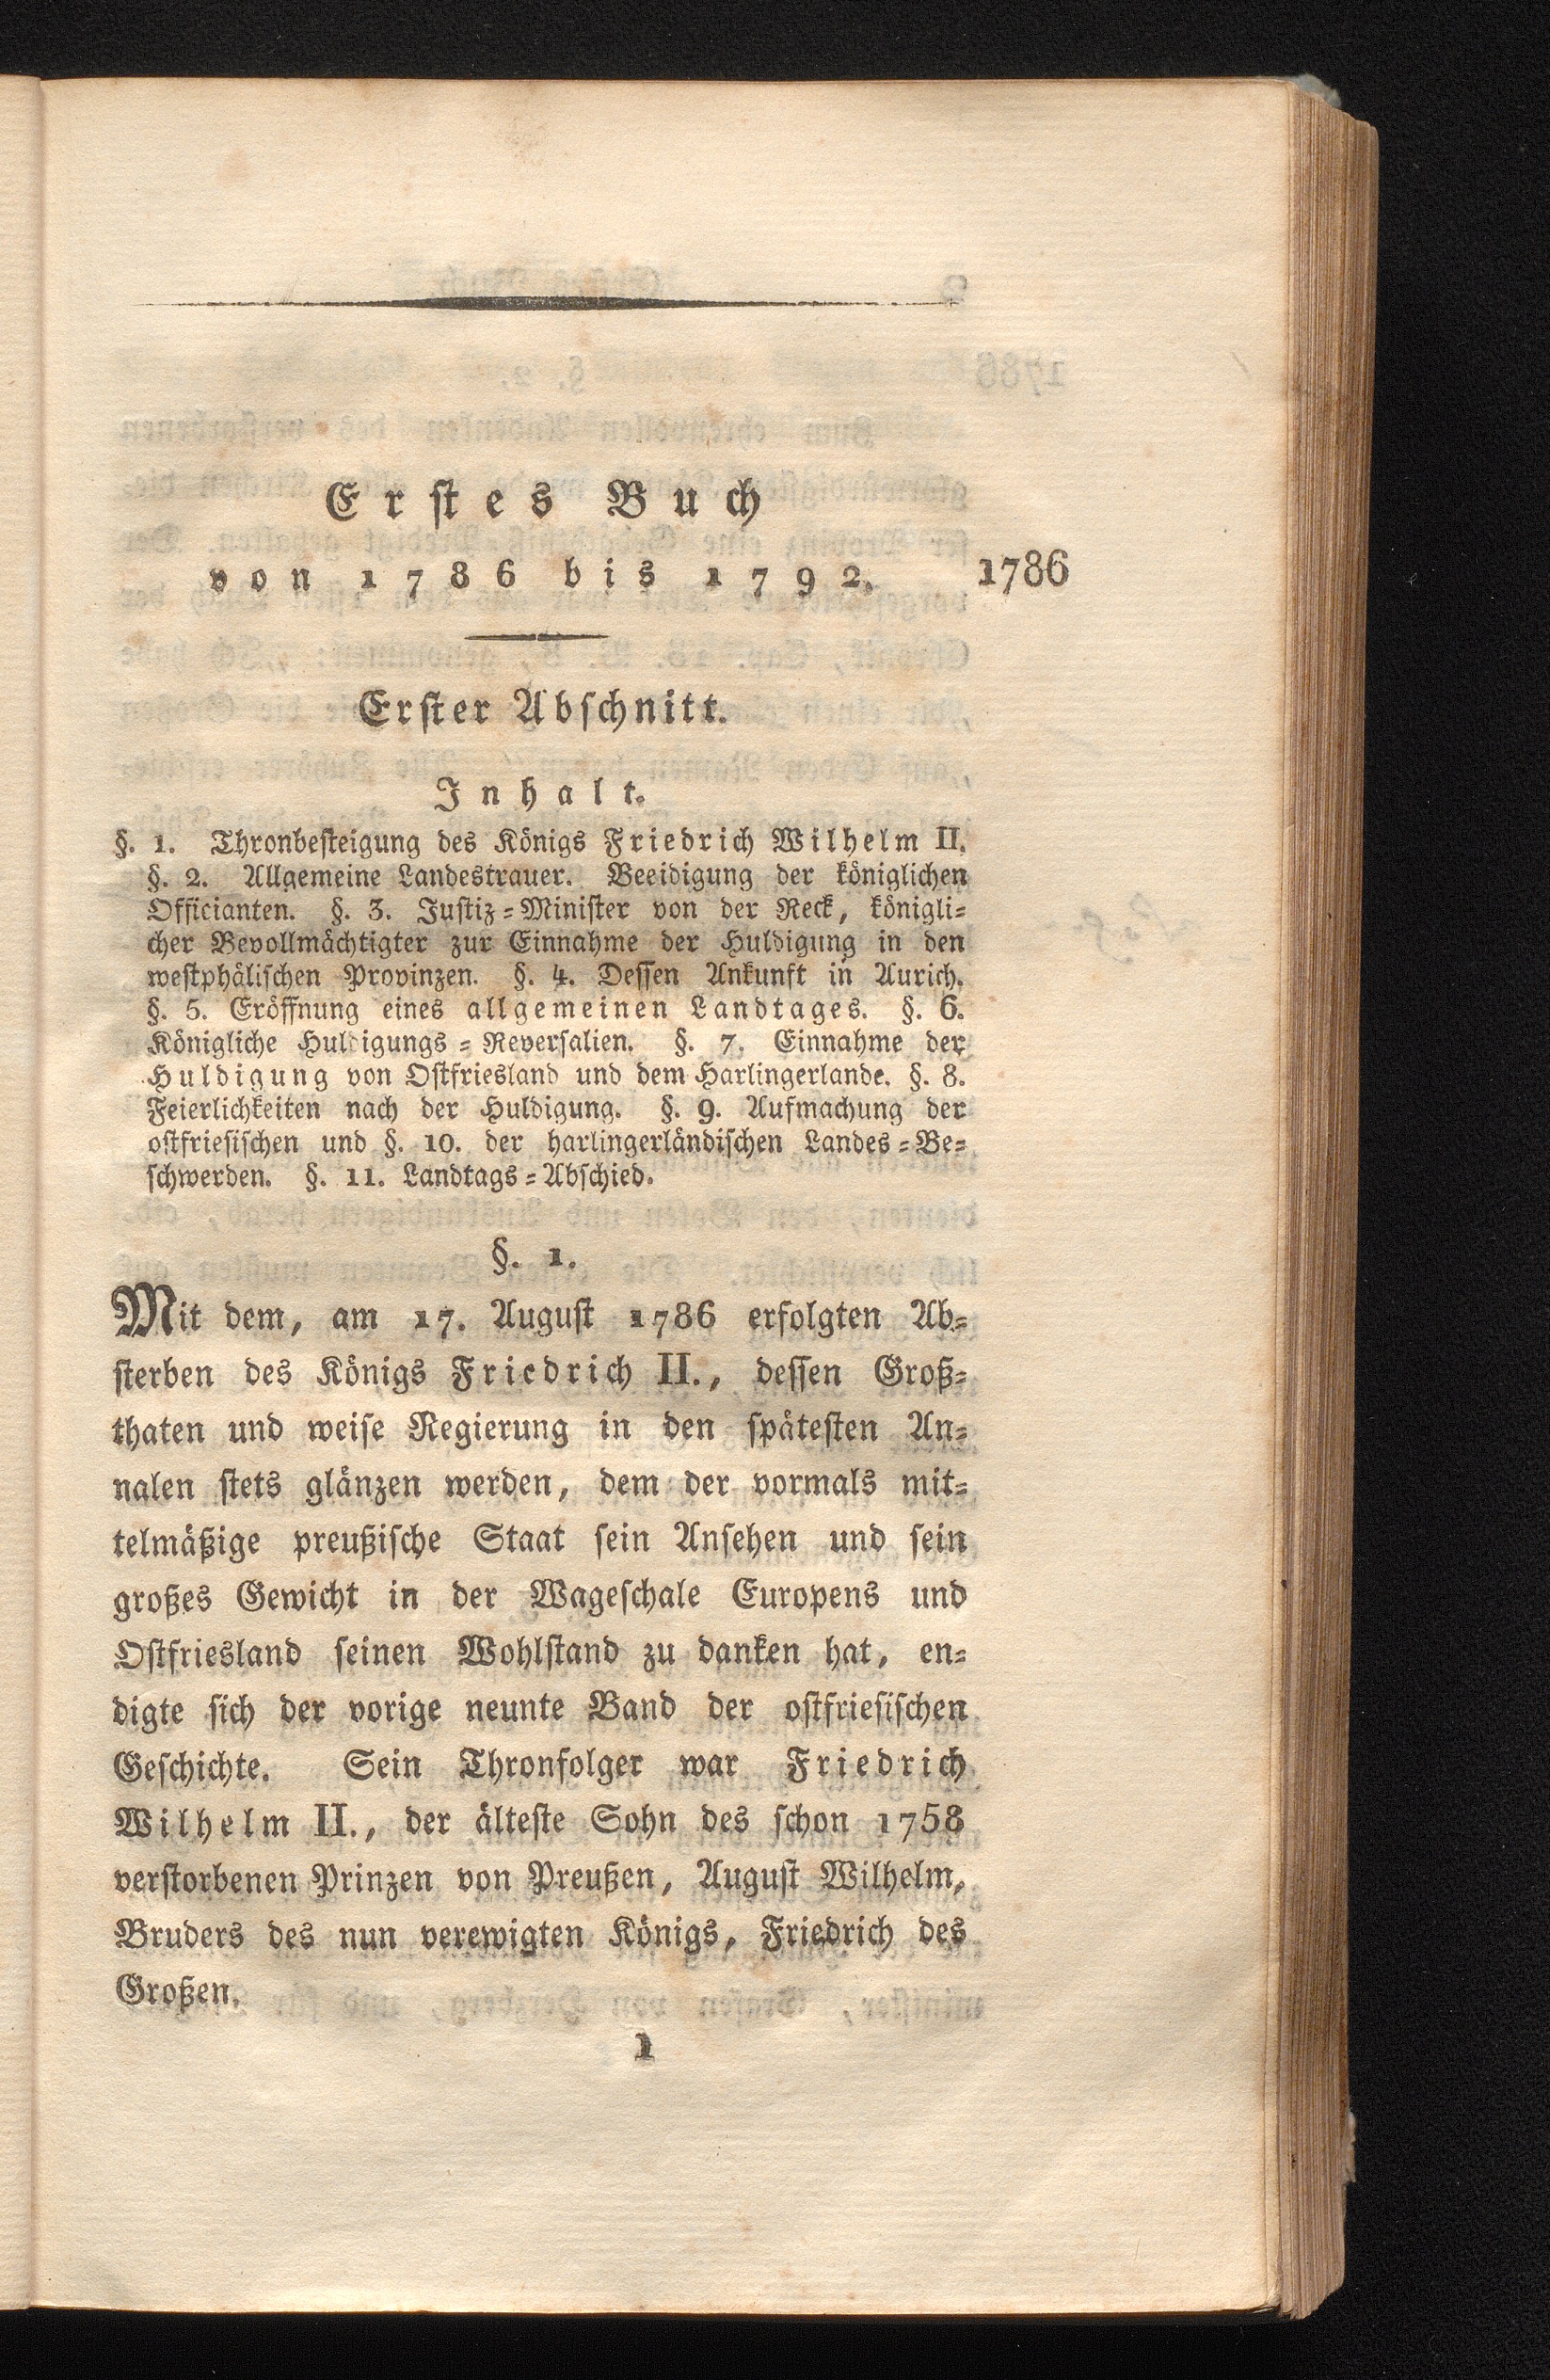 Erstes Buch
von 1786 bis 1792.
1786
Erster Abschnitt.
Inhalt.
§. 1. Thronbesteigung des Königs Friedrich Wilhelm II.
§. 2. Allgemeine Landestrauer. Beeidigung der königlichen
Officianten. §. 3. Justiz-Minister von der Reck, königli-
cher Bevollmächtigter zur Einnahme der Huldigung in den
westphälischen Provinzen. §. 4. Dessen Ankunft in Aurich.
§. 5. Eröffnung eines allgemeinen Landtages. §. 6.
Königliche Huldigungs-Reversalien. §. 7. Einnahme der
Huldigung von Ostfriesland und dem Harlingerlande. §. 8.
Feierlichkeiten nach der Huldigung. §. 9. Aufmachung der
ostfriesischen und §. 10. der harlingerländischen Landes-Be-
schwerden. §. 11. Landtags-Abschied.
§. 1.
Mit dem, am 17. August 1786 erfolgten Ab-
sterben des Königs Friedrich II., dessen Groß-
thaten und weise Regierung in den spätesten An-
nalen stets glänzen werden, dem der vormals mit-
telmäßige preußische Staat sein Ansehen und sein
großes Gewicht in der Wageschale Europens und
Ostfriesland seinen Wohlstand zu danken hat, en-
digte sich der vorige neunte Band der ostfriesischen
Geschichte. Sein Thronfolger war Friedrich
Wilhelm II., der älteste Sohn des schon 1758
verstorbenen Prinzen von Preußen, August Wilhelm,
Bruders des nun verewigten Königs, Friedrich des
Großen.
1